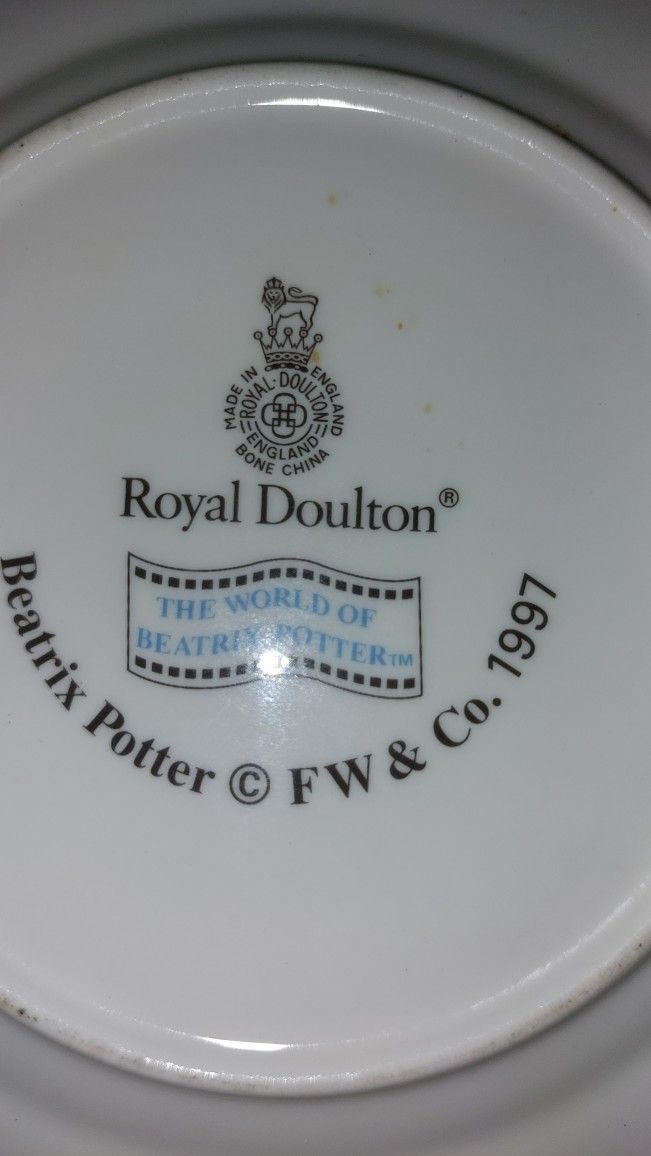 MADE IN ENGLAND
ROYAL·DOULTON
ENGLAND
BONE CHINA
Royal Doulton®
THE WORLD OF
BEATRIX POTTER™
Beatrix Potter © FW & Co. 1997